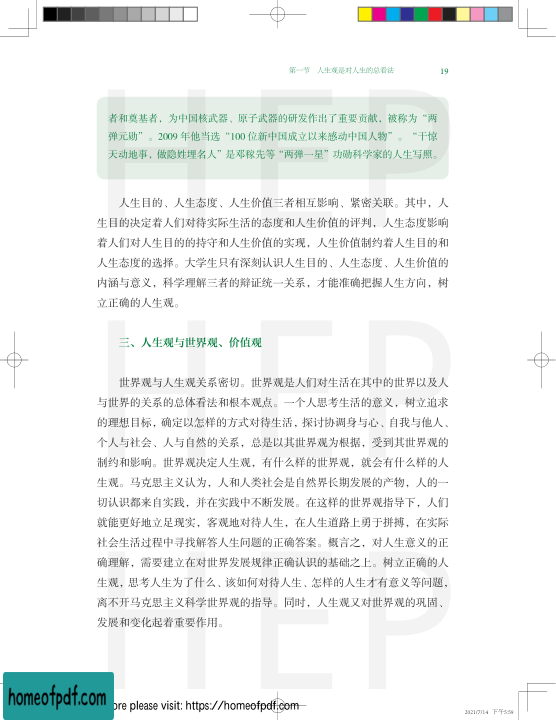 第一节　人生观是对人生的总看法　19
者和奠基者，为中国核武器、原子武器的研发作出了重要贡献，被称为“两
弹元勋”。2009 年他当选“100 位新中国成立以来感动中国人物”。“干惊
天动地事，做隐姓埋名人”是邓稼先等“两弹一星”功勋科学家的人生写照。
人生目的、人生态度、人生价值三者相互影响、紧密关联。其中，人
生目的决定着人们对待实际生活的态度和人生价值的评判，人生态度影响
着人们对人生目的的持守和人生价值的实现，人生价值制约着人生目的和
人生态度的选择。大学生只有深刻认识人生目的、人生态度、人生价值的
内涵与意义，科学理解三者的辩证统一关系，才能准确把握人生方向，树
立正确的人生观。
三、人生观与世界观、价值观
世界观与人生观关系密切。世界观是人们对生活在其中的世界以及人
与世界的关系的总体看法和根本观点。一个人思考生活的意义，树立追求
的理想目标，确定以怎样的方式对待生活，探讨协调身与心、自我与他人、
个人与社会、人与自然的关系，总是以其世界观为根据，受到其世界观的
制约和影响。世界观决定人生观，有什么样的世界观，就会有什么样的人
生观。马克思主义认为，人和人类社会是自然界长期发展的产物，人的一
切认识都来自实践，并在实践中不断发展。在这样的世界观指导下，人们
就能更好地立足现实，客观地对待人生，在人生道路上勇于拼搏，在实际
社会生活过程中寻找解答人生问题的正确答案。概言之，对人生意义的正
确理解，需要建立在对世界发展规律正确认识的基础之上。树立正确的人
生观，思考人生为了什么、该如何对待人生、怎样的人生才有意义等问题，
离不开马克思主义科学世界观的指导。同时，人生观又对世界观的巩固、
发展和变化起着重要作用。
HEP
HEP
HEP
homeofpdf.com
ore please visit: https://homeofpdf.com
2021/7/14 下午5:59